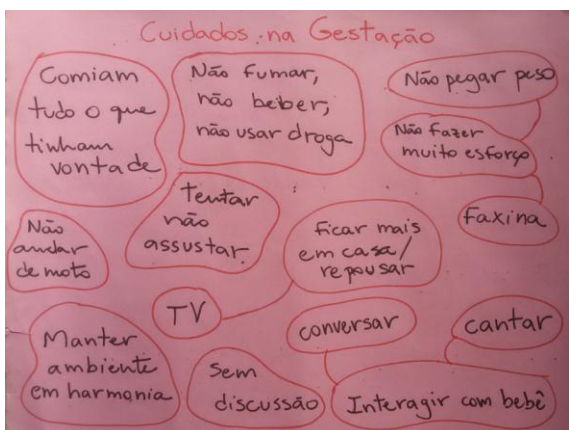 Cuidados na Gestação
Comiam
tudo o que
tinham
vontade
Não fumar,
não beber,
não usar droga
Não pegar peso
Não fazer
muito esforço
faxina
Não
andar
de moto
tentar
não
assustar
ficar mais
em casa/
repousar
TV
Manter
ambiente
em harmonia
Sem
discussão
conversar
cantar
Interagir com bebê